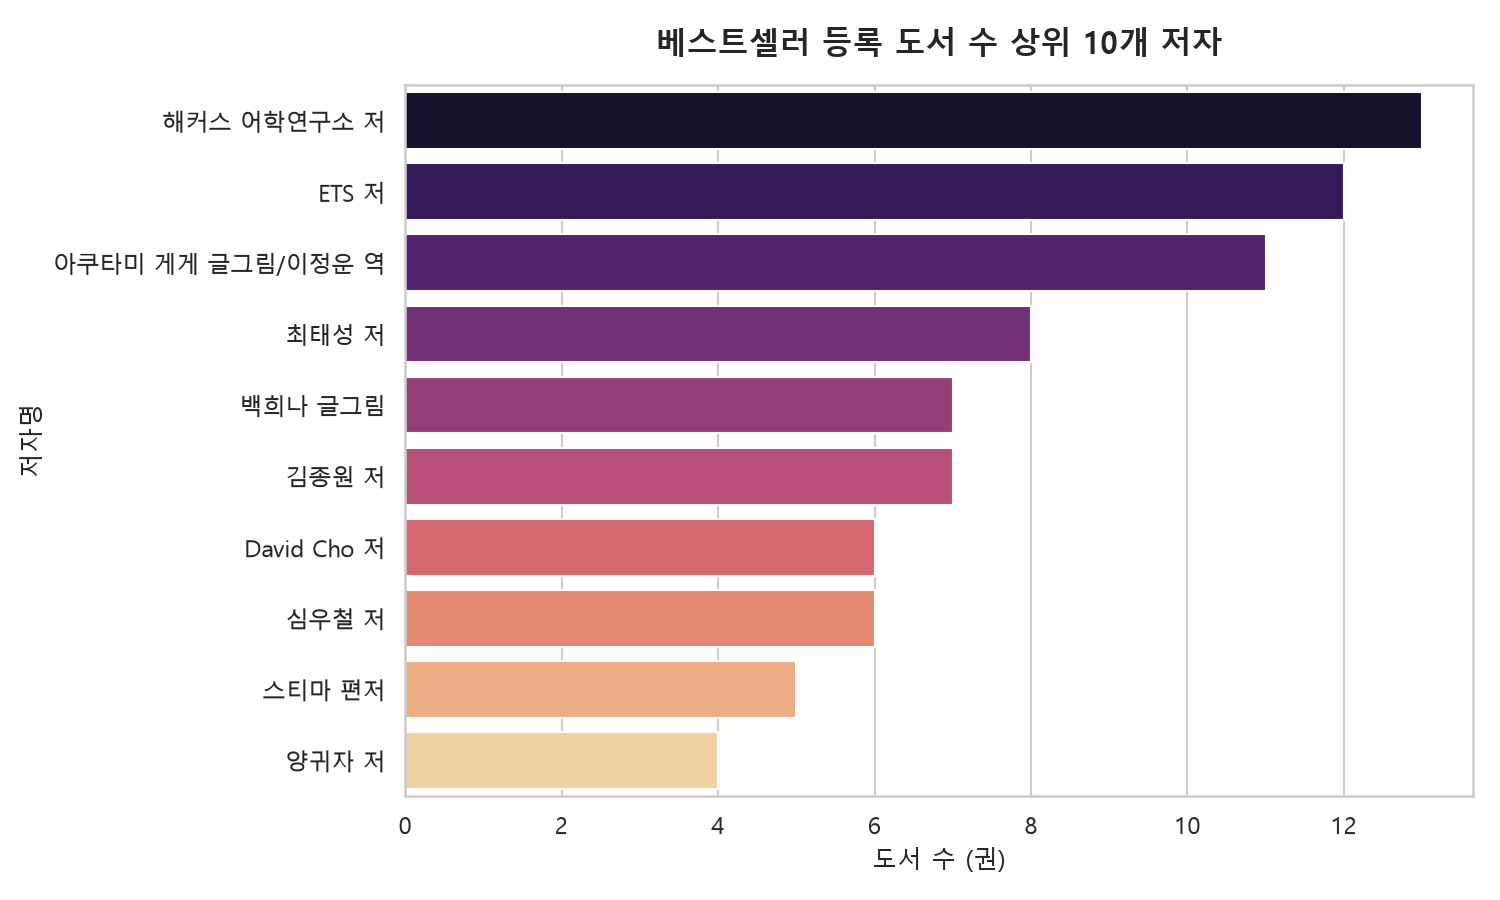 베스트셀러 등록 도서 수 상위 10개 저자
저자명
해커스 어학연구소 저
ETS 저
아쿠타미 게게 글그림/이정운 역
최태성 저
백희나 글그림
김종원 저
David Cho 저
심우철 저
스티마 편저
양귀자 저
0 2 4 6 8 10 12
도서 수 (권)